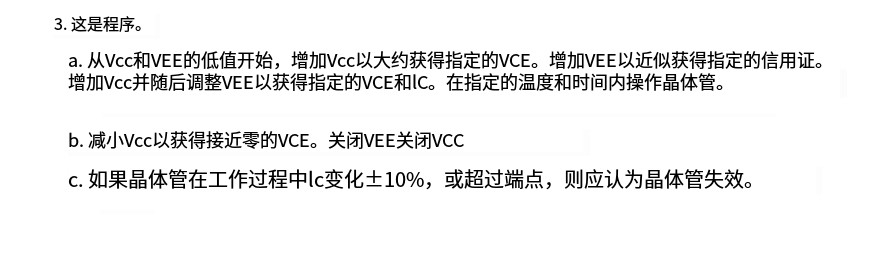 3. 这是程序。
a. 从Vcc和VEE的低值开始，增加Vcc以大约获得指定的VCE。增加VEE以近似获得指定的信用证。
增加Vcc并随后调整VEE以获得指定的VCE和lC。在指定的温度和时间内操作晶体管。
b. 减小Vcc以获得接近零的VCE。关闭VEE关闭VCC
c. 如果晶体管在工作过程中lc变化±10%，或超过端点，则应认为晶体管失效。